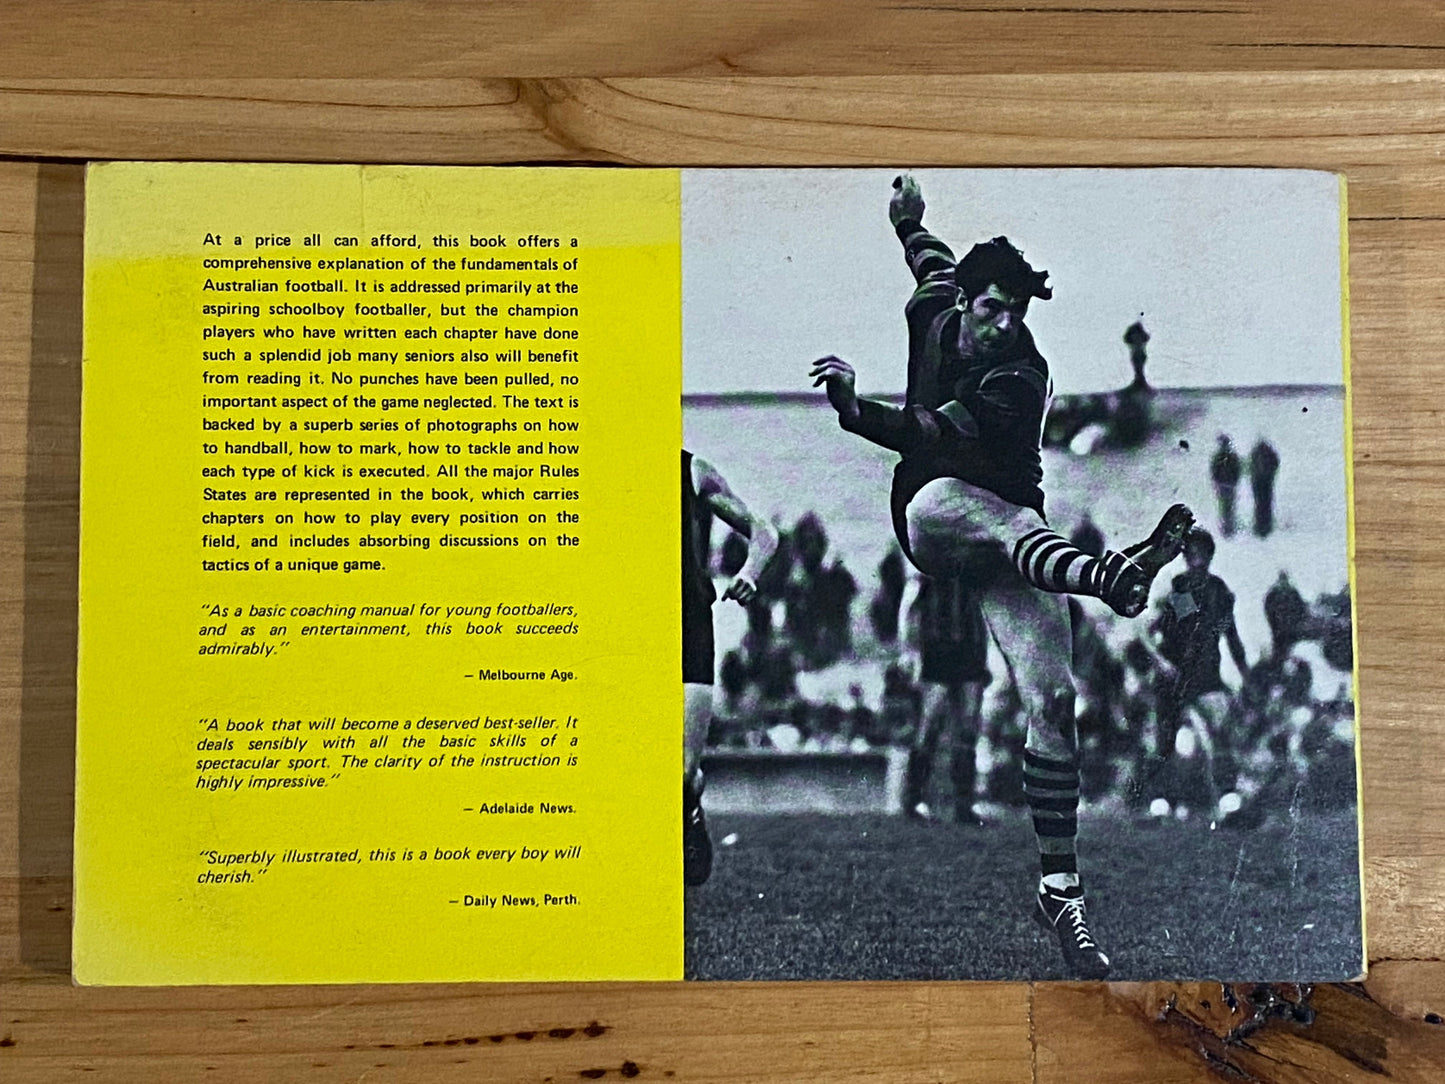 At a price all can afford, this book offers a
comprehensive explanation of the fundamentals of
Australian football. It is addressed primarily at the
aspiring schoolboy footballer, but the champion
players who have written each chapter have done
such a splendid job many seniors also will benefit
from reading it. No punches have been pulled, no
important aspect of the game neglected. The text is
backed by a superb series of photographs on how
to handball, how to mark, how to tackle and how
each type of kick is executed. All the major Rules
States are represented in the book, which carries
chapters on how to play every position on the
field, and includes absorbing discussions on the
tactics of a unique game.
"As a basic coaching manual for young footballers,
and as an entertainment, this book succeeds
admirably."
– Melbourne Age.
"A book that will become a deserved best-seller. It
deals sensibly with all the basic skills of a
spectacular sport. The clarity of the instruction is
highly impressive."
– Adelaide News.
"Superbly illustrated, this is a book every boy will
cherish."
– Daily News, Perth.